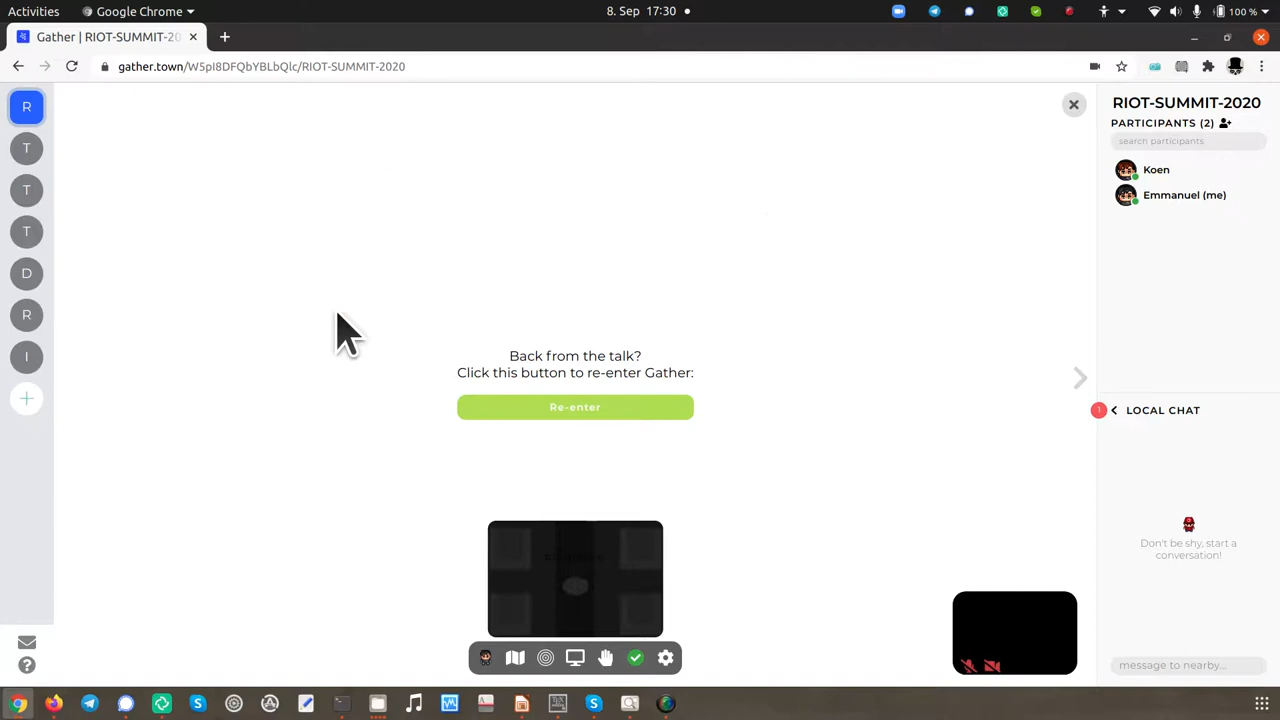 Activities
Google Chrome
8. Sep 17:30
100 %
Gather | RIOT-SUMMIT-20
gather.town/W5pI8DFQbYBLbQlc/RIOT-SUMMIT-2020
R
T
T
T
D
R
I
RIOT-SUMMIT-2020
PARTICIPANTS (2)
search participants
Koen
Emmanuel (me)
Back from the talk?
Click this button to re-enter Gather:
Re-enter
1
LOCAL CHAT
Don't be shy, start a
conversation!
message to nearby...